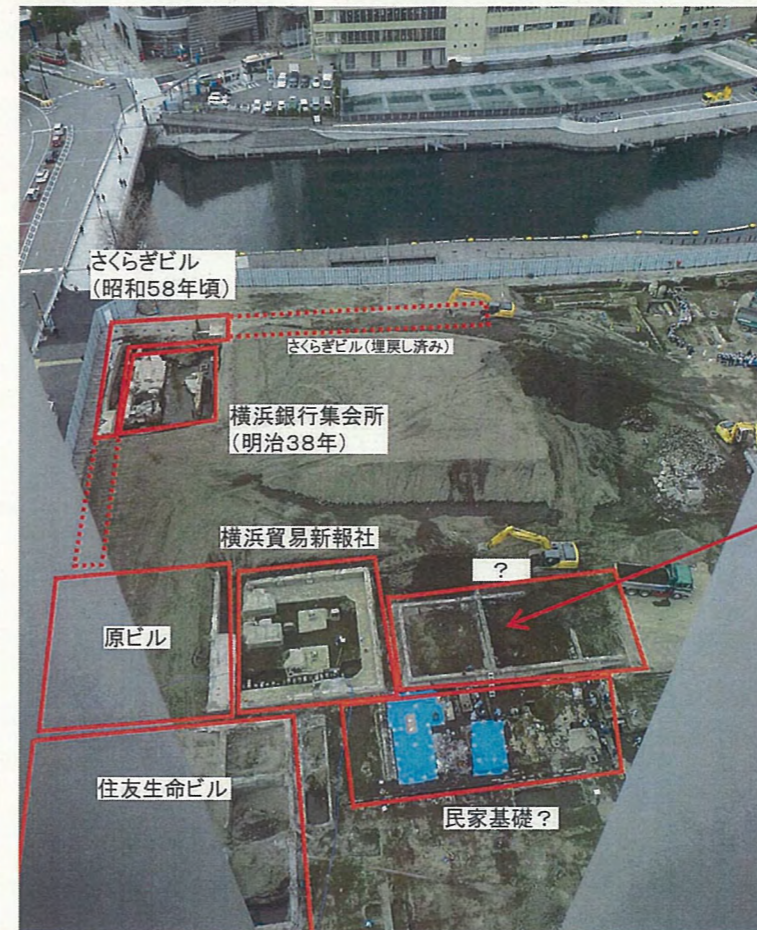 さくらぎビル
(昭和58年頃)
さくらぎビル(埋戻し済み)
横浜銀行集会所
(明治38年)
横浜貿易新報社
?
原ビル
住友生命ビル
民家基礎?